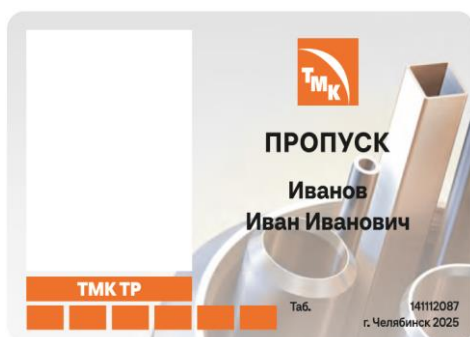 ТМК
ПРОПУСК
Иванов
Иван Иванович
ТМК ТР
Таб. 141112087
г. Челябинск 2025